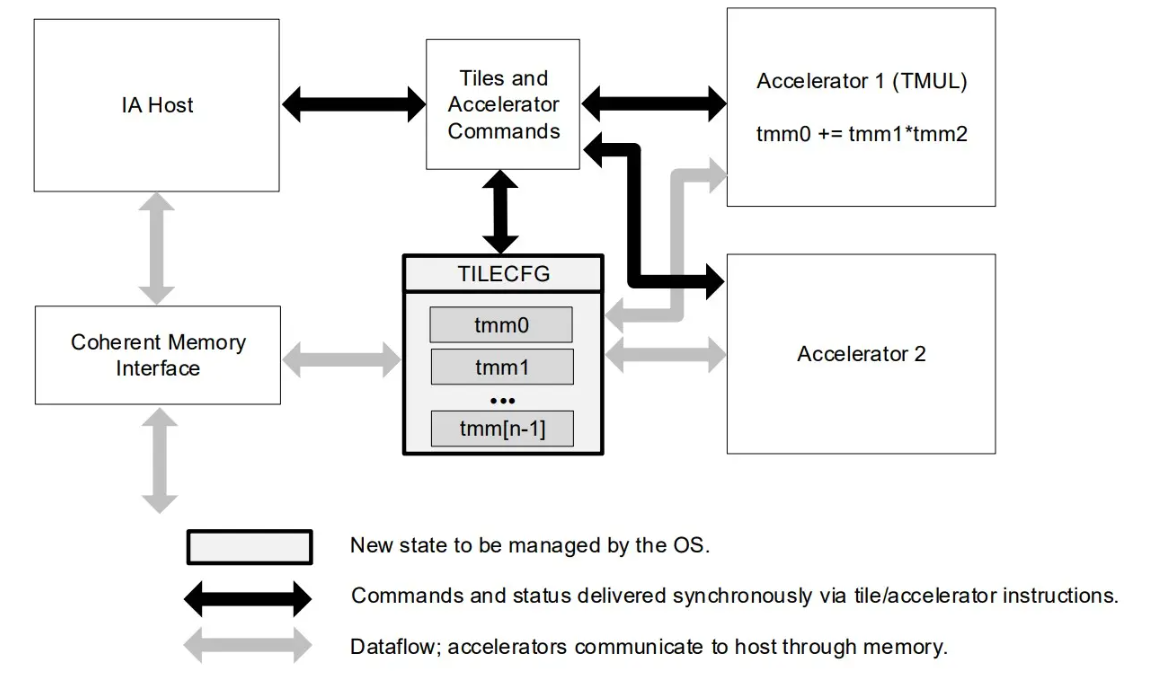 IA Host
Tiles and
Accelerator
Commands
Accelerator 1 (TMUL)
tmm0 += tmm1*tmm2
TILECFG
tmm0
tmm1
•••
tmm[n-1]
Coherent Memory
Interface
Accelerator 2
New state to be managed by the OS.
Commands and status delivered synchronously via tile/accelerator instructions.
Dataflow; accelerators communicate to host through memory.